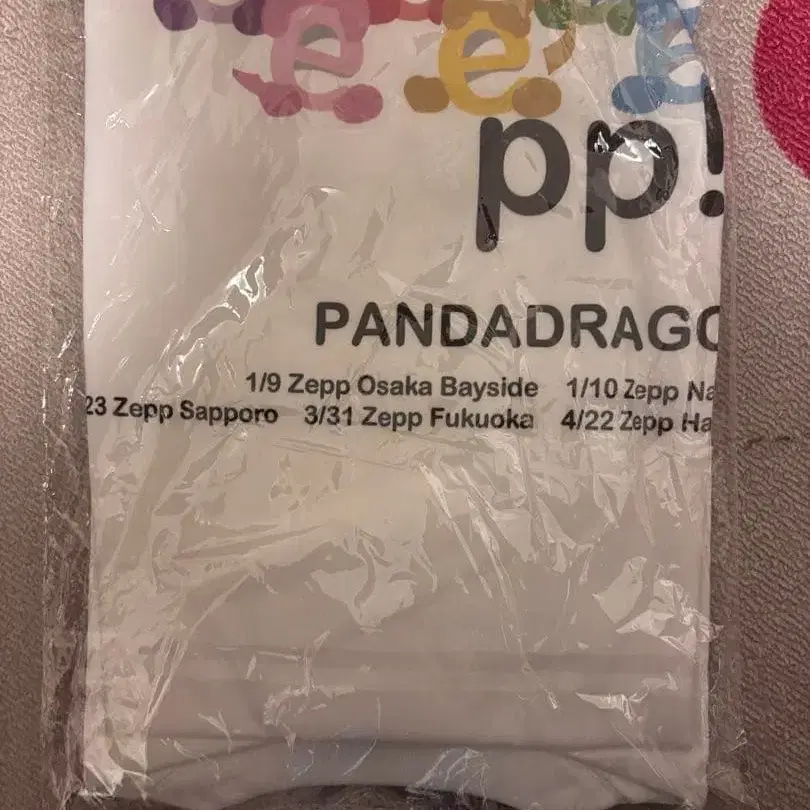 e e e
pp!
PANDADRAGO
1/9 Zepp Osaka Bayside 1/10 Zepp Na
23 Zepp Sapporo 3/31 Zepp Fukuoka 4/22 Zepp Ha